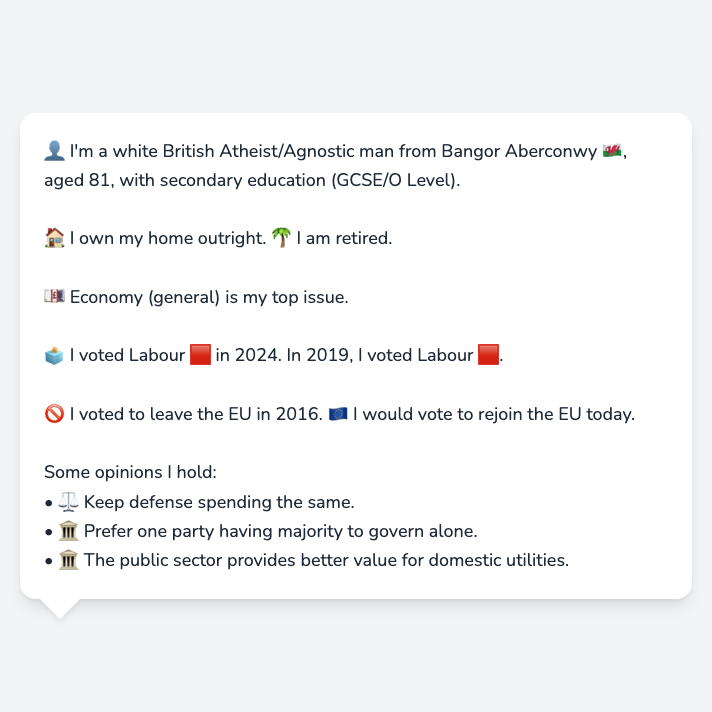 👤 I'm a white British Atheist/Agnostic man from Bangor Aberconwy 🏴󠁧󠁢󠁷󠁬󠁳󠁿,
aged 81, with secondary education (GCSE/O Level).
🏠 I own my home outright. 🌴 I am retired.
💷 Economy (general) is my top issue.
🗳️ I voted Labour 🟥 in 2024. In 2019, I voted Labour 🟥.
🚫 I voted to leave the EU in 2016. 🇪🇺 I would vote to rejoin the EU today.
Some opinions I hold:
• ⚖️ Keep defense spending the same.
• 🏛️ Prefer one party having majority to govern alone.
• 🏛️ The public sector provides better value for domestic utilities.